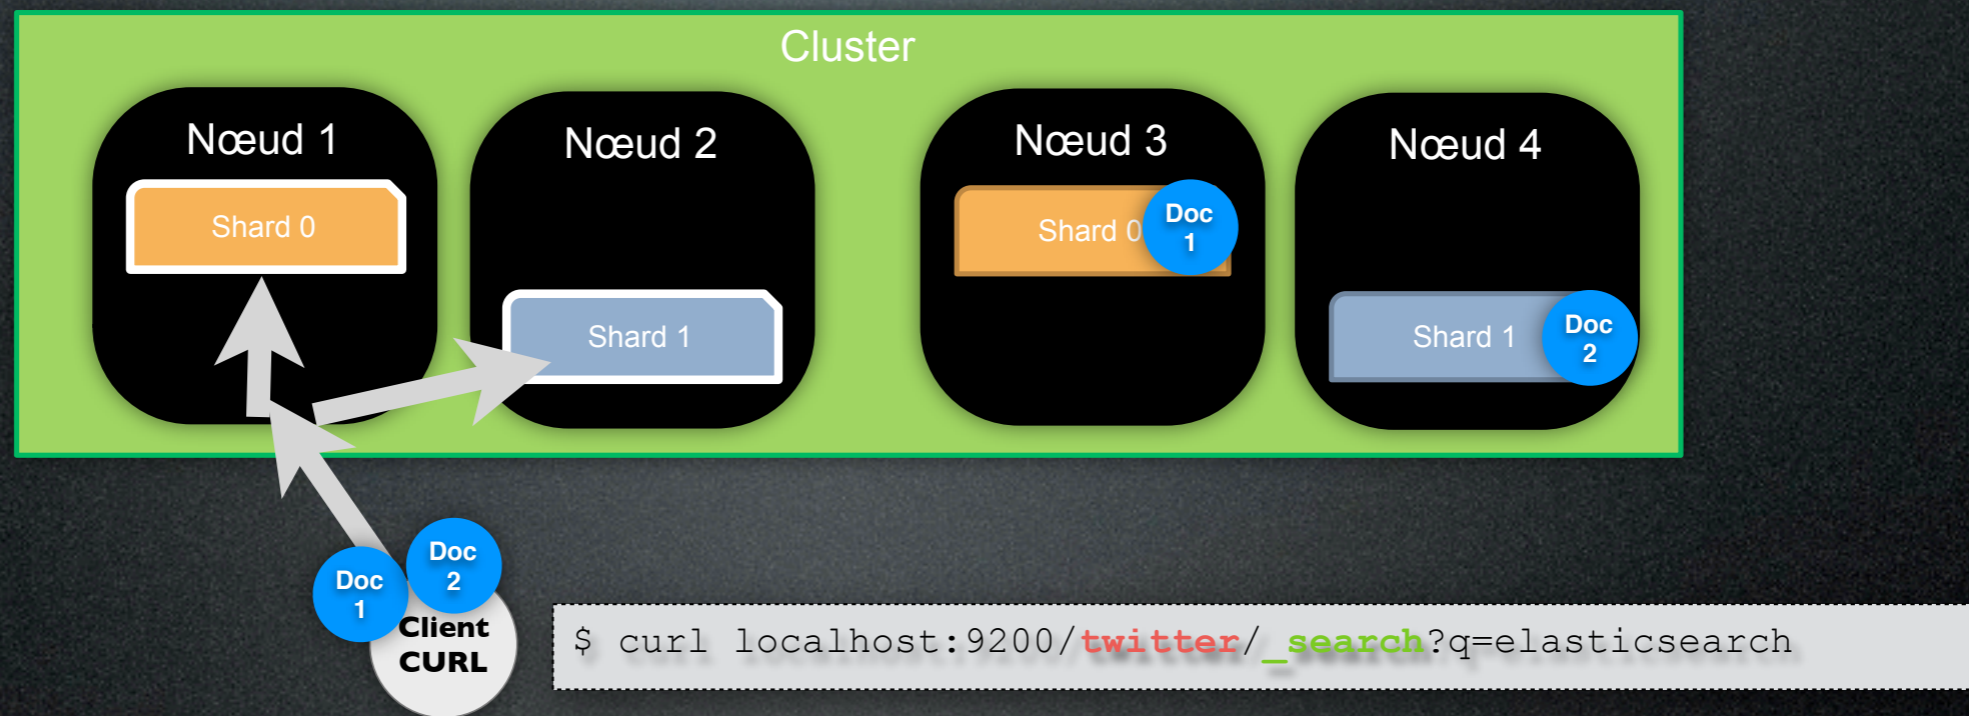 Cluster
Nœud 1
Nœud 2
Nœud 3
Nœud 4
Shard 0
Shard 0
Doc
1
Shard 1
Shard 1
Doc
2
Doc
1
Doc
2
Client
CURL
$ curl localhost:9200/twitter/_search?q=elasticsearch